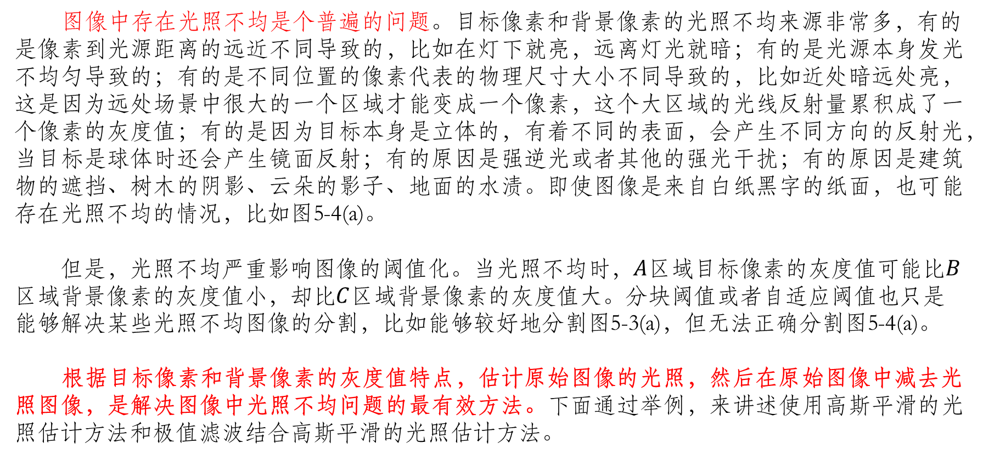 图像中存在光照不均是个普遍的问题。目标像素和背景像素的光照不均来源非常多，有的
是像素到光源距离的远近不同导致的，比如在灯下就亮，远离灯光就暗；有的是光源本身发光
不均匀导致的；有的是不同位置的像素代表的物理尺寸大小不同导致的，比如近处暗远处亮，
这是因为远处场景中很大的一个区域才能变成一个像素，这个大区域的光线反射量累积成了一
个像素的灰度值；有的是因为目标本身是立体的，有着不同的表面，会产生不同方向的反射光，
当目标是球体时还会产生镜面反射；有的原因是强逆光或者其他的强光干扰；有的原因是建筑
物的遮挡、树木的阴影、云朵的影子、地面的水渍。即使图像是来自白纸黑字的纸面，也可能
存在光照不均的情况，比如图5-4(a)。
但是，光照不均严重影响图像的阈值化。当光照不均时，A区域目标像素的灰度值可能比B
区域背景像素的灰度值小，却比C区域背景像素的灰度值大。分块阈值或者自适应阈值也只是
能够解决某些光照不均图像的分割，比如能够较好地分割图5-3(a)，但无法正确分割图5-4(a)。
根据目标像素和背景像素的灰度值特点，估计原始图像的光照，然后在原始图像中减去光
照图像，是解决图像中光照不均问题的最有效方法。下面通过举例，来讲述使用高斯平滑的光
照估计方法和极值滤波结合高斯平滑的光照估计方法。